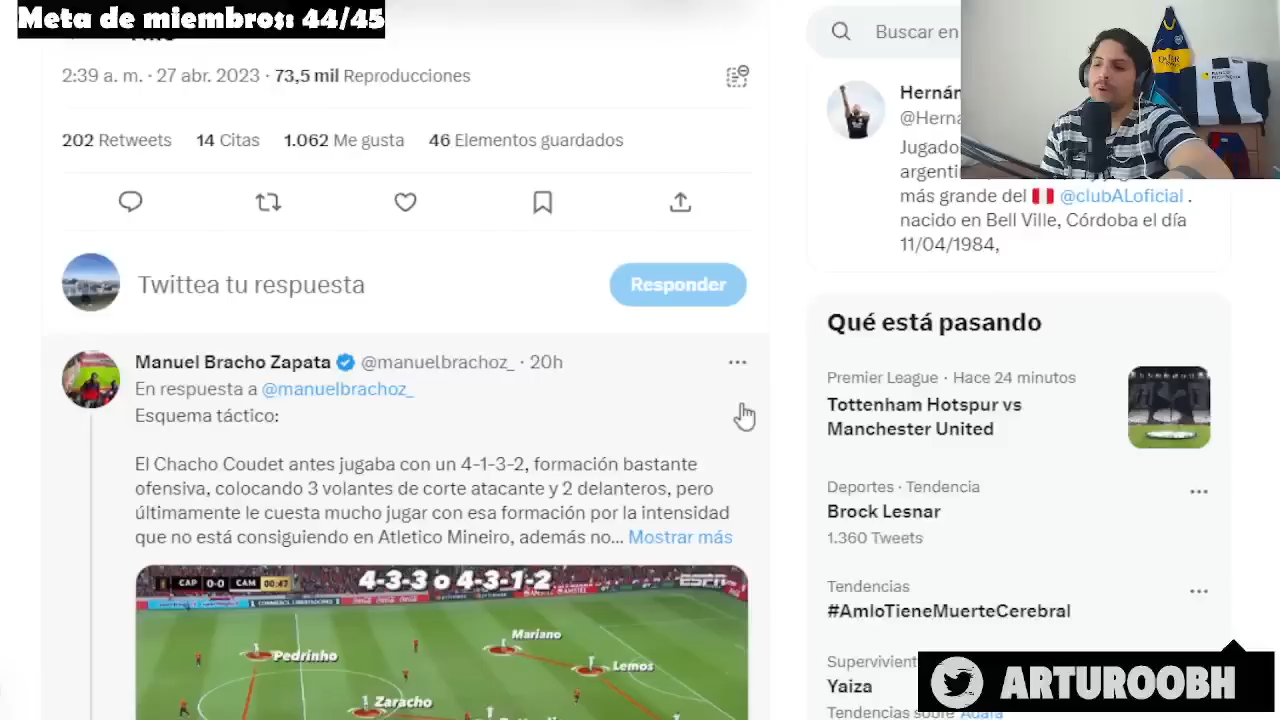 Meta de miembros: 44/45
2:39 a. m. · 27 abr. 2023 · 73,5 mil Reproducciones
202 Retweets 14 Citas 1.062 Me gusta 46 Elementos guardados
Twittea tu respuesta
Responder
Manuel Bracho Zapata @manuelbrachoz_ · 20h
En respuesta a @manuelbrachoz_
Esquema táctico:
El Chacho Coudet antes jugaba con un 4-1-3-2, formación bastante
ofensiva, colocando 3 volantes de corte atacante y 2 delanteros, pero
últimamente le cuesta mucho jugar con esa formación por la intensidad
que no está consiguiendo en Atletico Mineiro, además no... Mostrar más
CAP 0-0 CAM 00:47
4-3-3 o 4-3-1-2
ESPN
Mariano
Pedrinho
Lemos
Zaracho
Buscar en
Hernán
@Herna
Jugado
argenti
más grande del @clubALoficial .
nacido en Bell Ville, Córdoba el día
11/04/1984,
Qué está pasando
Premier League · Hace 24 minutos
Tottenham Hotspur vs
Manchester United
Deportes · Tendencia
Brock Lesnar
1.360 Tweets
Tendencias
#AmloTieneMuerteCerebral
Supervivient
Yaiza
Tendencias sobre Adara
ARTUROOBH